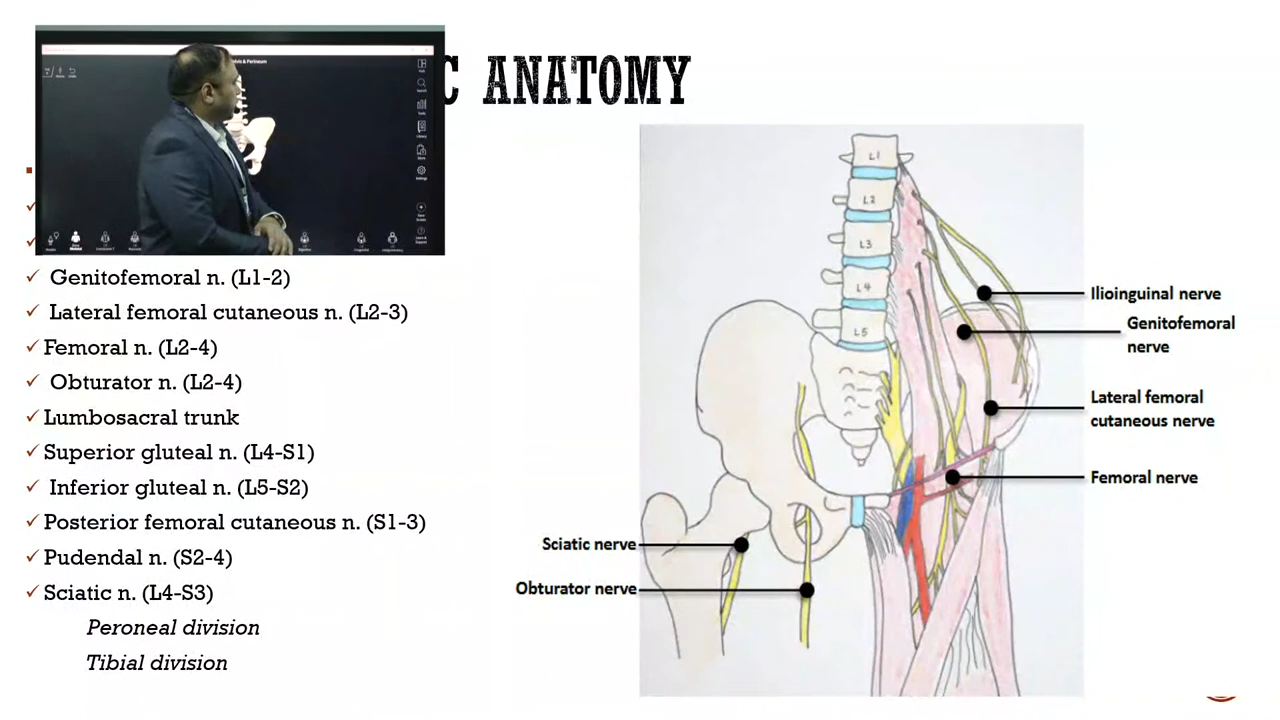 C ANATOMY
Pelvis & Perineum
Genitofemoral n. (L1-2)
Lateral femoral cutaneous n. (L2-3)
Femoral n. (L2-4)
Obturator n. (L2-4)
Lumbosacral trunk
Superior gluteal n. (L4-S1)
Inferior gluteal n. (L5-S2)
Posterior femoral cutaneous n. (S1-3)
Pudendal n. (S2-4)
Sciatic n. (L4-S3)
Peroneal division
Tibial division
L1
L2
L3
L4
L5
Ilioinguinal nerve
Genitofemoral
nerve
Lateral femoral
cutaneous nerve
Femoral nerve
Sciatic nerve
Obturator nerve